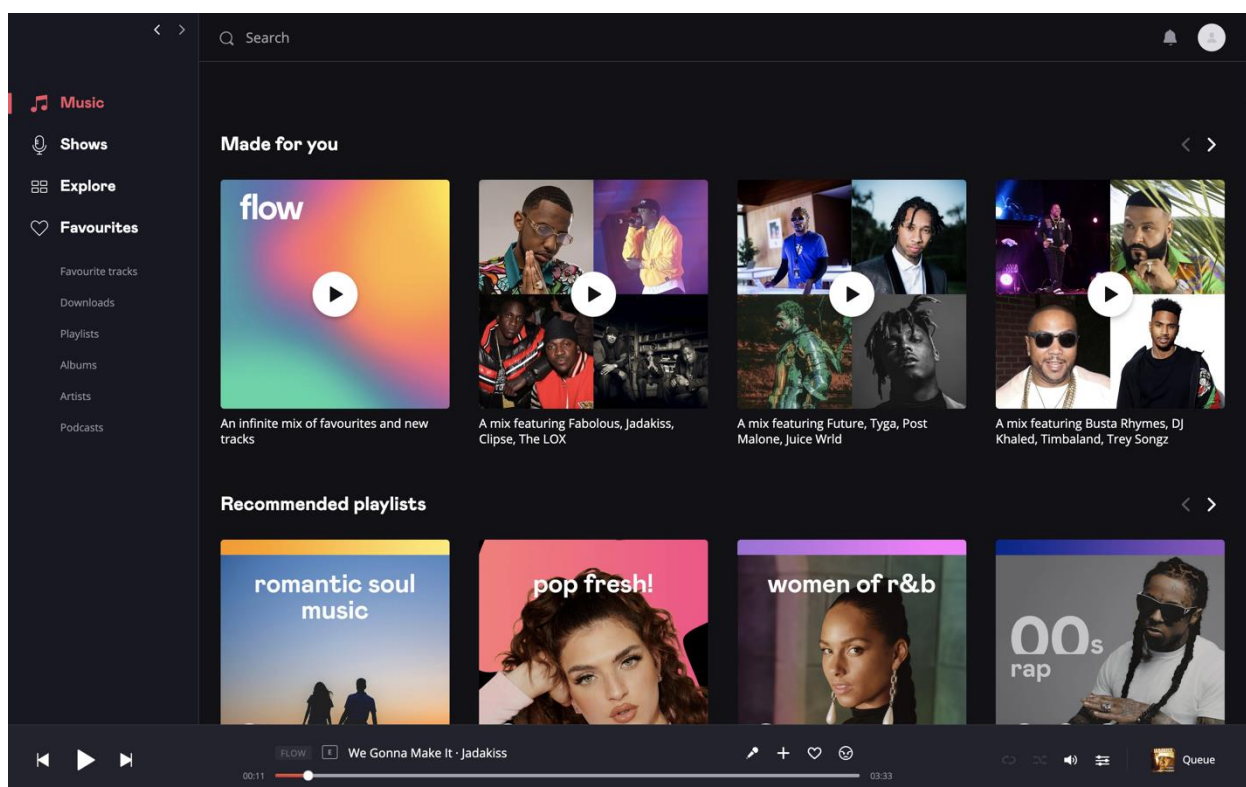 Search
Music
Shows
Explore
Favourites
Favourite tracks
Downloads
Playlists
Albums
Artists
Podcasts
Made for you
flow
An infinite mix of favourites and new
tracks
A mix featuring Fabolous, Jadakiss,
Clipse, The LOX
A mix featuring Future, Tyga, Post
Malone, Juice Wrld
A mix featuring Busta Rhymes, DJ
Khaled, Timbaland, Trey Songz
Recommended playlists
romantic soul
music
pop fresh!
women of r&b
00s
rap
FLOW E We Gonna Make It · Jadakiss
00:11 03:33
Queue